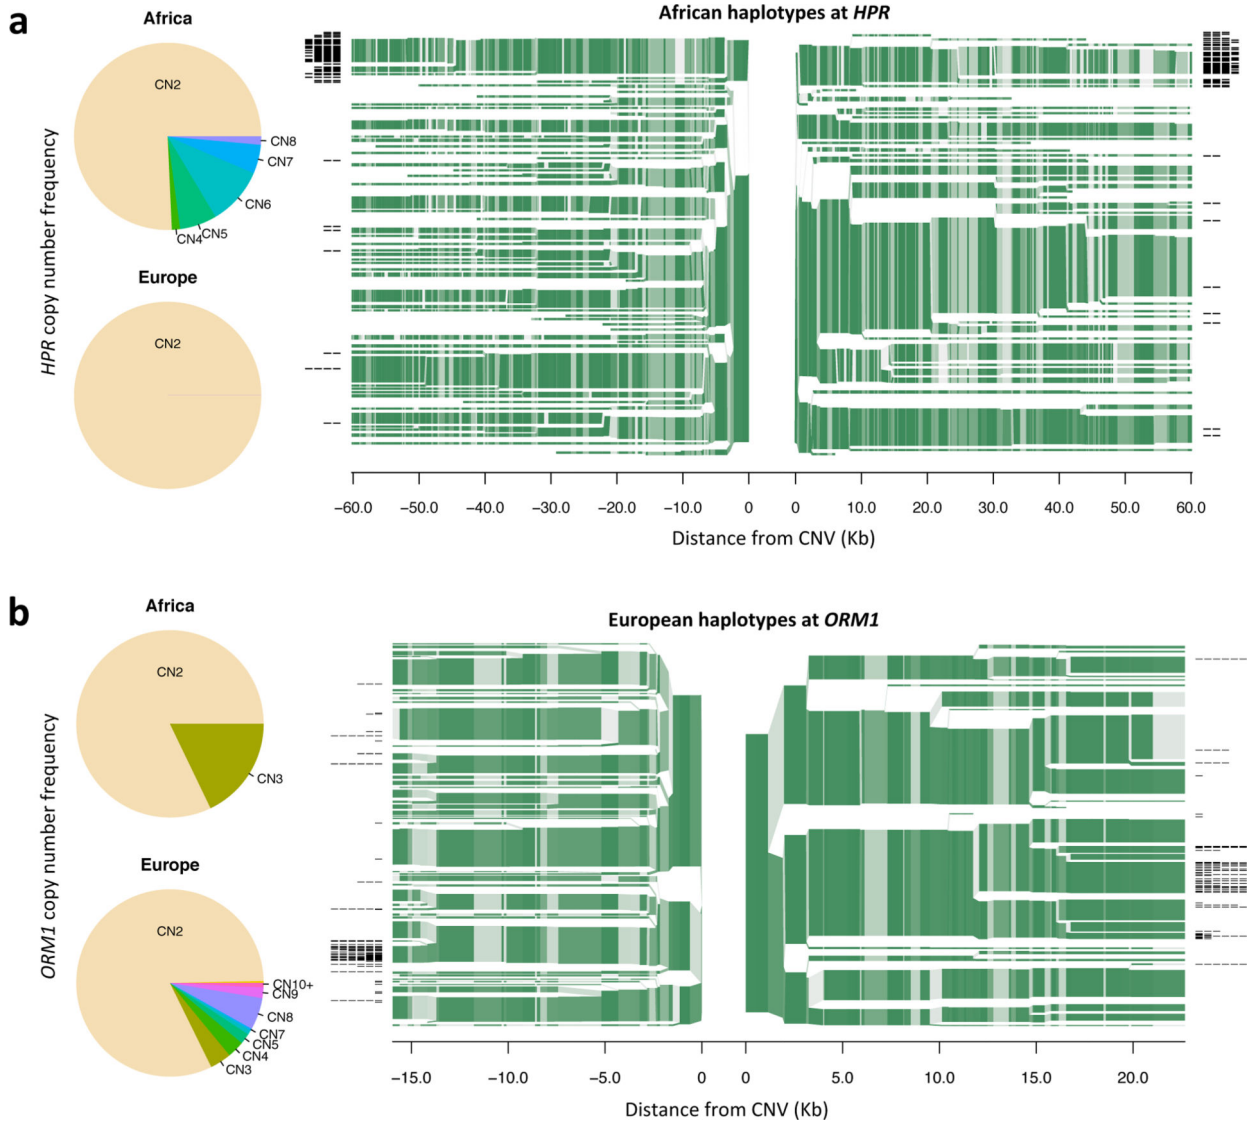 a
Africa
CN2
CN8
CN7
CN6
CN5
CN4
Europe
CN2
HPR copy number frequency
African haplotypes at HPR
−60.0 −50.0 −40.0 −30.0 −20.0 −10.0 0 0 10.0 20.0 30.0 40.0 50.0 60.0
Distance from CNV (Kb)
b
Africa
CN2
CN3
Europe
CN2
CN10+
CN9
CN8
CN7
CN5
CN4
CN3
ORM1 copy number frequency
European haplotypes at ORM1
−15.0 −10.0 −5.0 0 0 5.0 10.0 15.0 20.0
Distance from CNV (Kb)